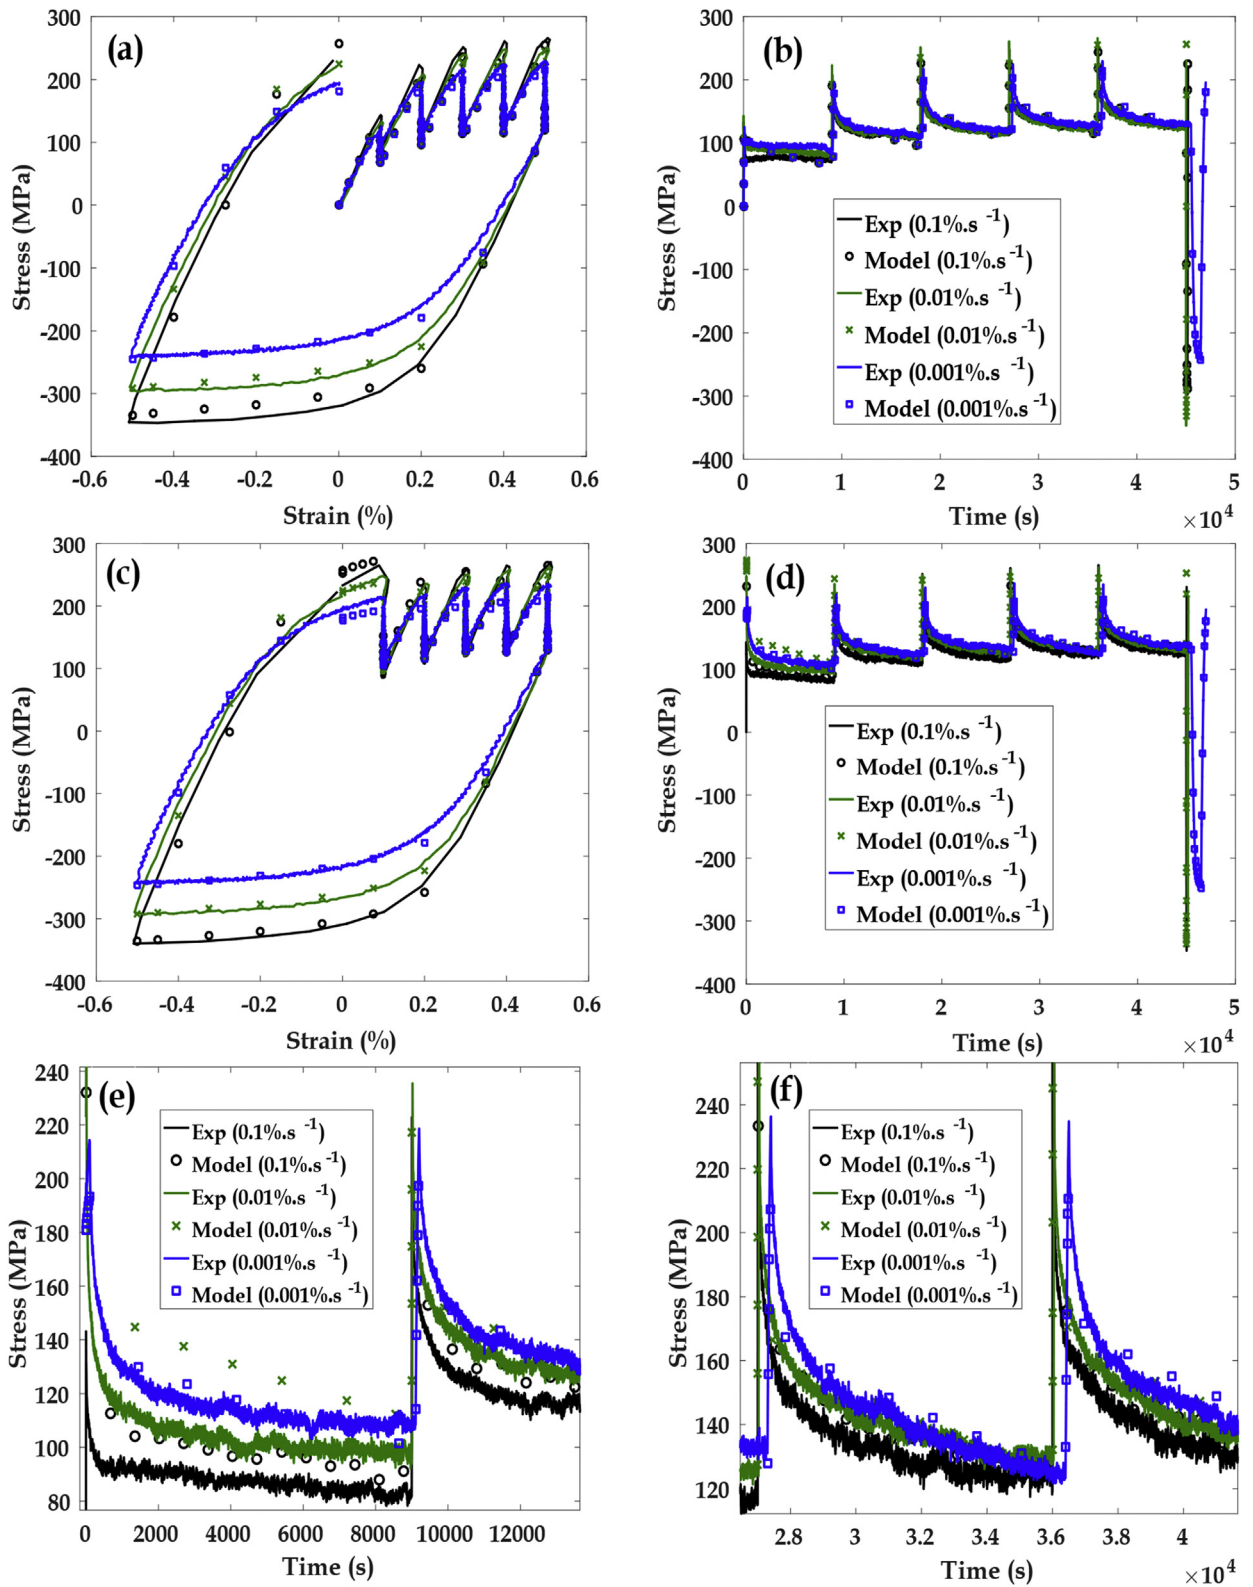 (a)
300
200
100
0
-100
-200
-300
-400
Stress (MPa)
-0.6 -0.4 -0.2 0 0.2 0.4 0.6
Strain (%)
(b)
300
200
100
0
-100
-200
-300
-400
Stress (MPa)
Exp (0.1%.s -1)
Model (0.1%.s -1)
Exp (0.01%.s -1)
Model (0.01%.s -1)
Exp (0.001%.s -1)
Model (0.001%.s -1)
0 1 2 3 4 5
Time (s) ×10 4
(c)
300
200
100
0
-100
-200
-300
-400
Stress (MPa)
-0.6 -0.4 -0.2 0 0.2 0.4 0.6
Strain (%)
(d)
300
200
100
0
-100
-200
-300
-400
Stress (MPa)
Exp (0.1%.s -1)
Model (0.1%.s -1)
Exp (0.01%.s -1)
Model (0.01%.s -1)
Exp (0.001%.s -1)
Model (0.001%.s -1)
0 1 2 3 4 5
Time (s) ×10 4
(e)
240
220
200
180
160
140
120
100
80
Stress (MPa)
Exp (0.1%.s -1)
Model (0.1%.s -1)
Exp (0.01%.s -1)
Model (0.01%.s -1)
Exp (0.001%.s -1)
Model (0.001%.s -1)
0 2000 4000 6000 8000 10000 12000
Time (s)
(f)
240
220
200
180
160
140
120
Stress (MPa)
Exp (0.1%.s -1)
Model (0.1%.s -1)
Exp (0.01%.s -1)
Model (0.01%.s -1)
Exp (0.001%.s -1)
Model (0.001%.s -1)
2.8 3 3.2 3.4 3.6 3.8 4
Time (s) ×10 4